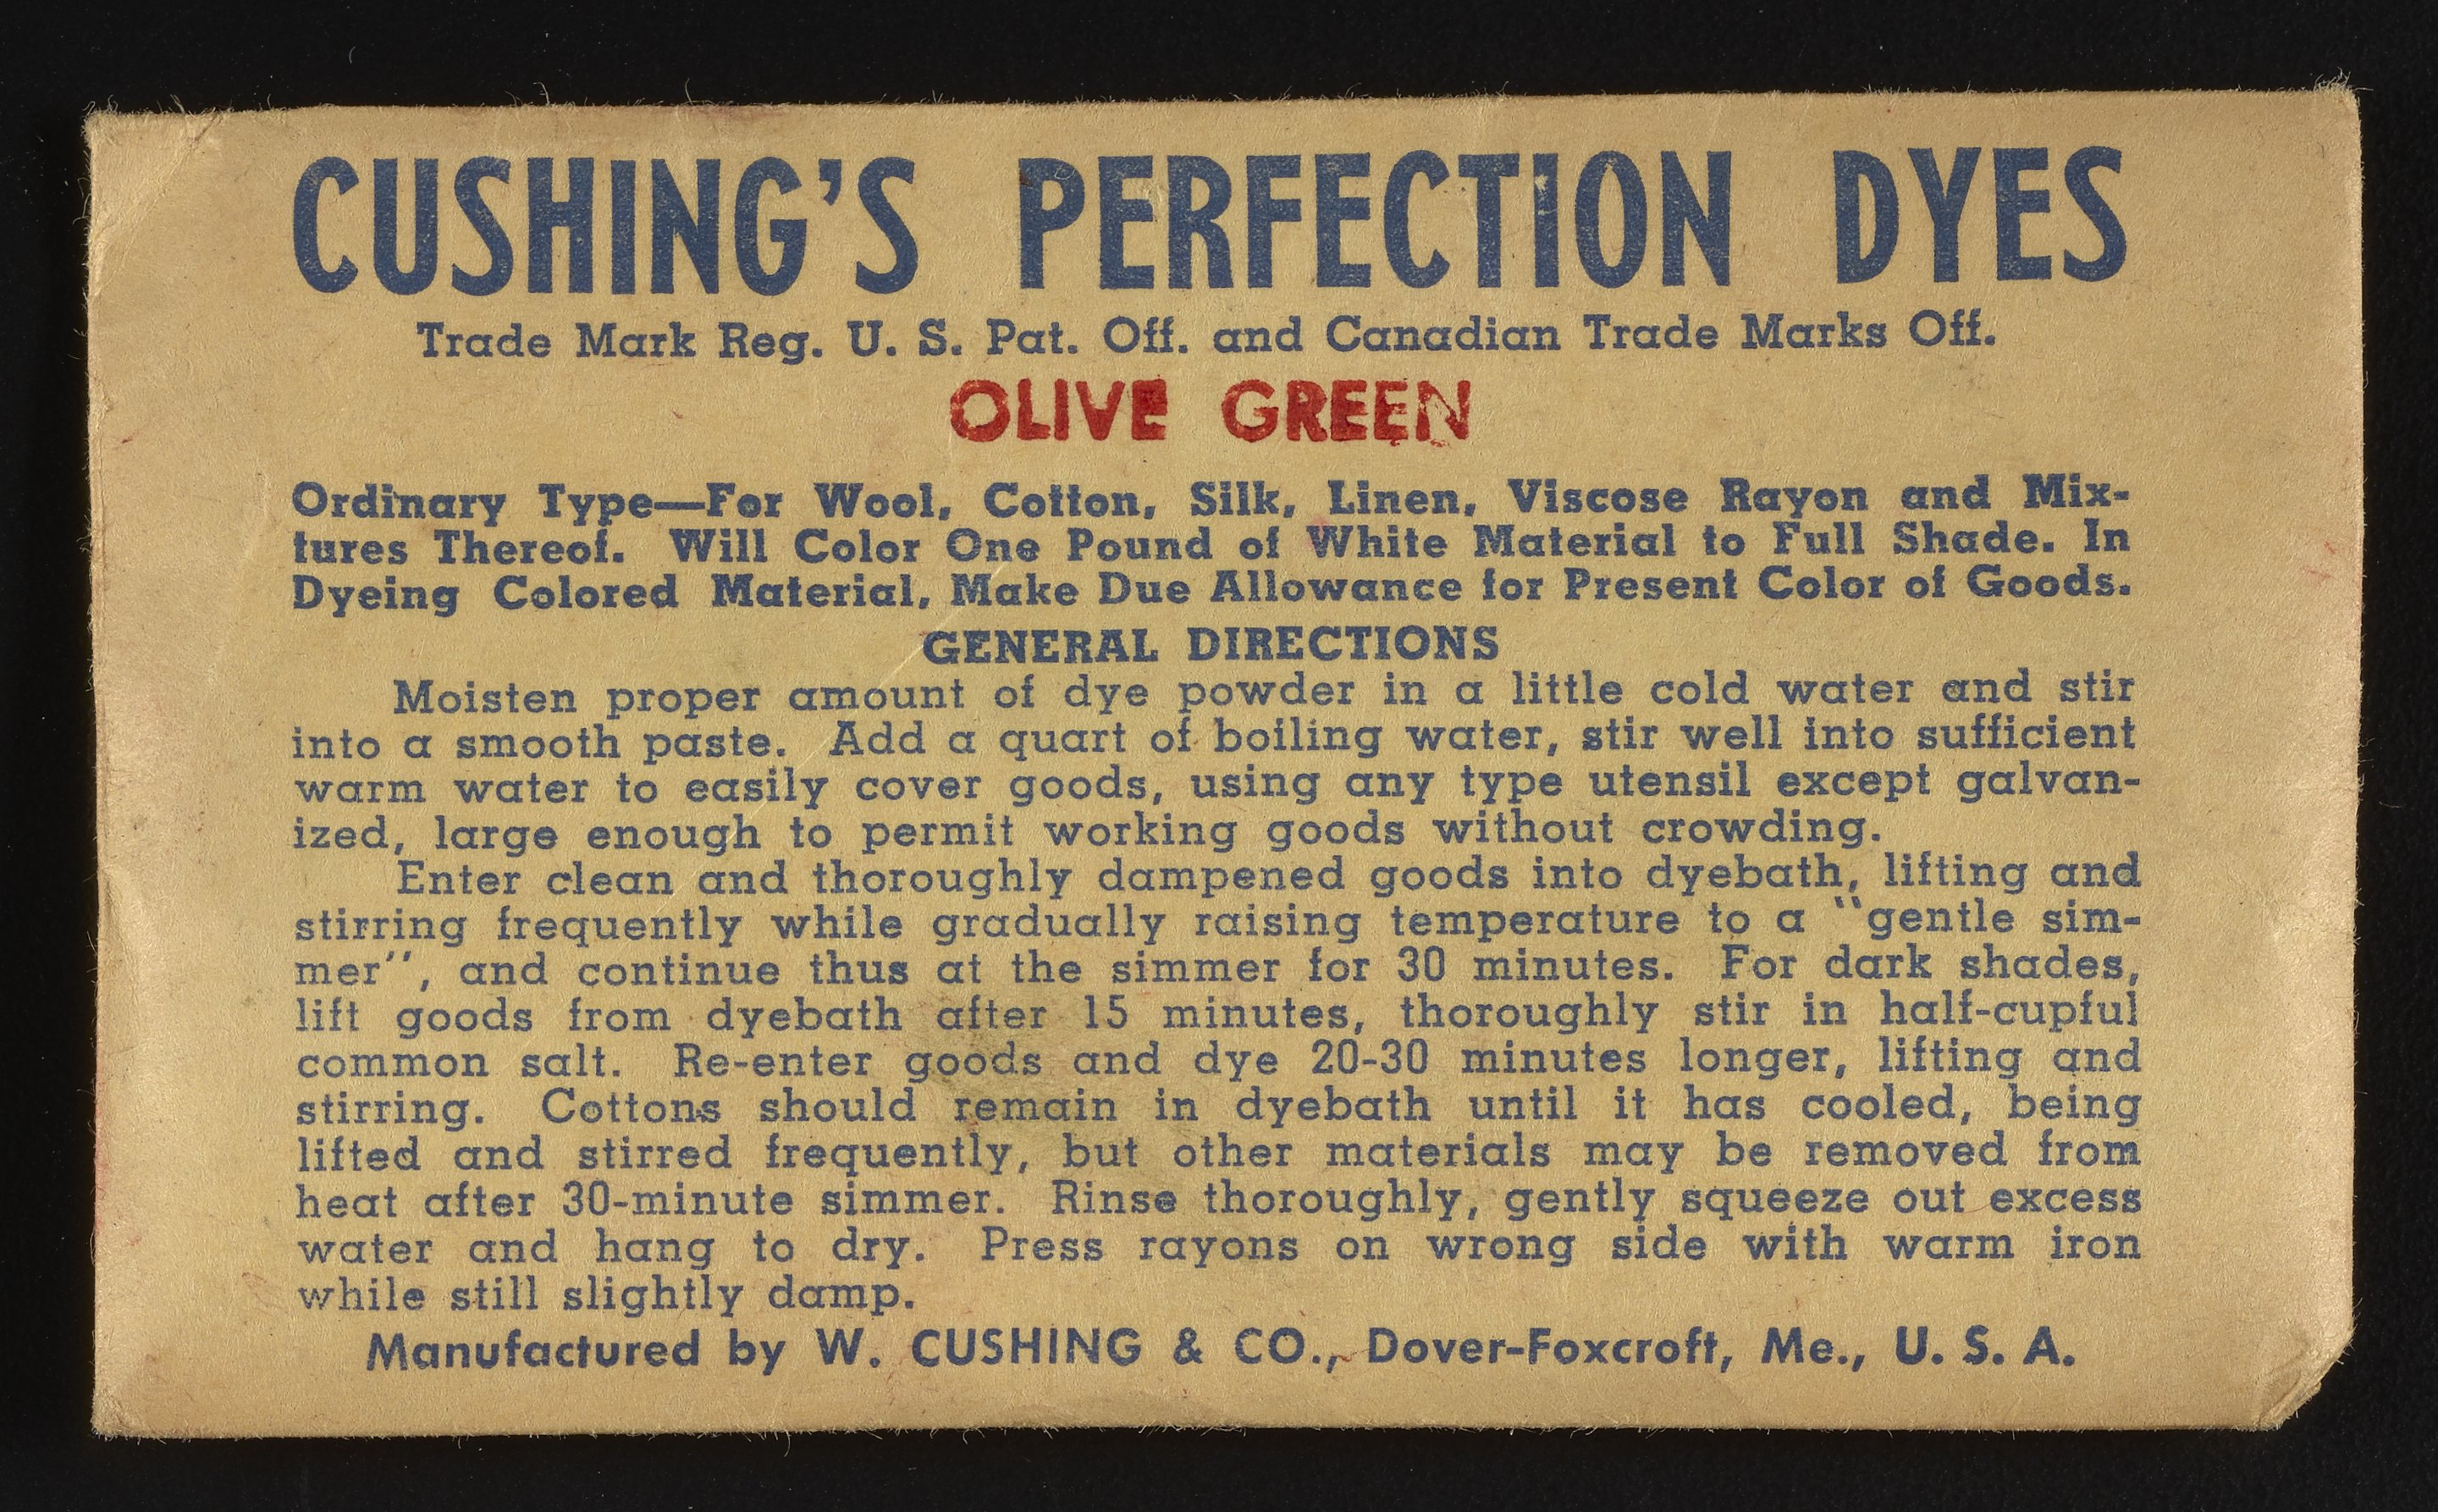 CUSHING'S PERFECTION DYES
Trade Mark Reg. U. S. Pat. Off. and Canadian Trade Marks Off.
OLIVE GREEN
Ordinary Type—For Wool, Cotton, Silk, Linen, Viscose Rayon and Mix-
tures Thereof. Will Color One Pound of White Material to Full Shade. In
Dyeing Colored Material, Make Due Allowance for Present Color of Goods.
GENERAL DIRECTIONS
Moisten proper amount of dye powder in a little cold water and stir
into a smooth paste. Add a quart of boiling water, stir well into sufficient
warm water to easily cover goods, using any type utensil except galvan-
ized, large enough to permit working goods without crowding.
Enter clean and thoroughly dampened goods into dyebath, lifting and
stirring frequently while gradually raising temperature to a "gentle sim-
mer", and continue thus at the simmer for 30 minutes. For dark shades,
lift goods from dyebath after 15 minutes, thoroughly stir in half-cupful
common salt. Re-enter goods and dye 20-30 minutes longer, lifting and
stirring. Cottons should remain in dyebath until it has cooled, being
lifted and stirred frequently, but other materials may be removed from
heat after 30-minute simmer. Rinse thoroughly, gently squeeze out excess
water and hang to dry. Press rayons on wrong side with warm iron
while still slightly damp.
Manufactured by W. CUSHING & CO., Dover-Foxcroft, Me., U. S. A.